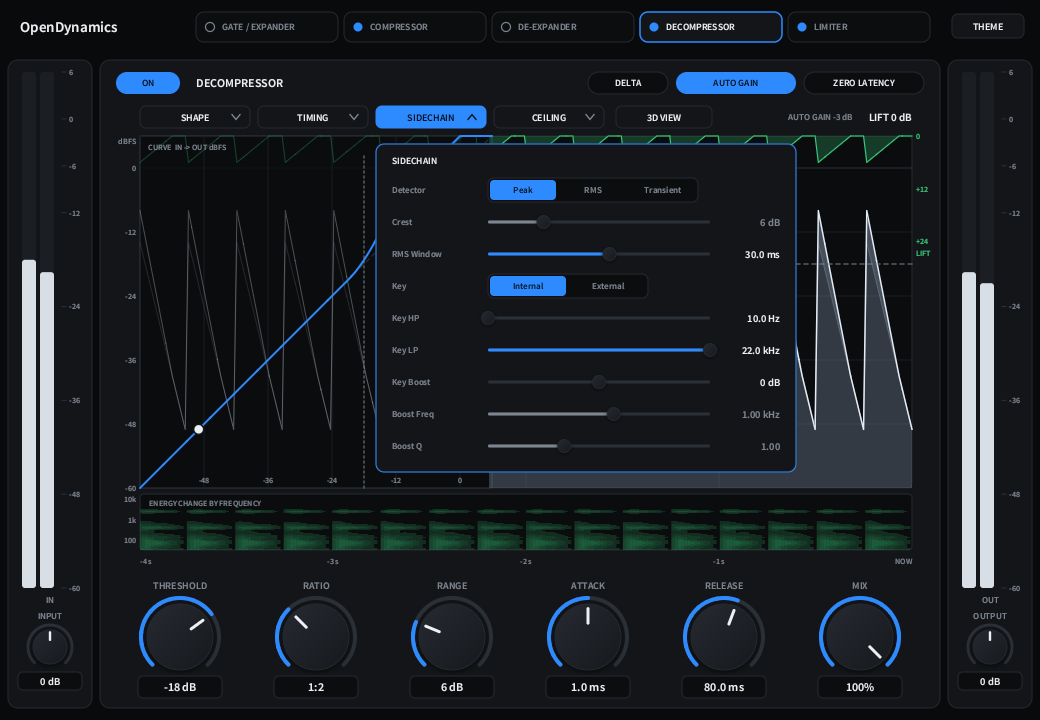 OpenDynamics
GATE / EXPANDER
COMPRESSOR
DE-EXPANDER
DECOMPRESSOR
LIMITER
THEME
ON
DECOMPRESSOR
DELTA
AUTO GAIN
ZERO LATENCY
SHAPE
TIMING
SIDECHAIN
CEILING
3D VIEW
AUTO GAIN -3 dB
LIFT 0 dB
6
0
-6
-12
-24
-36
-48
-60
IN
INPUT
0 dB
dBFS
CURVE IN -> OUT dBFS
0
-12
-24
-36
-48
-60
-48
-36
-24
-12
0
SIDECHAIN
Detector
Peak
RMS
Transient
Crest
6 dB
RMS Window
30.0 ms
Key
Internal
External
Key HP
10.0 Hz
Key LP
22.0 kHz
Key Boost
0 dB
Boost Freq
1.00 kHz
Boost Q
1.00
0
+12
+24
LIFT
10k
1k
100
ENERGY CHANGE BY FREQUENCY
-4s
-3s
-2s
-1s
NOW
THRESHOLD
RATIO
RANGE
ATTACK
RELEASE
MIX
-18 dB
1:2
6 dB
1.0 ms
80.0 ms
100%
6
0
-6
-12
-24
-36
-48
-60
OUT
OUTPUT
0 dB